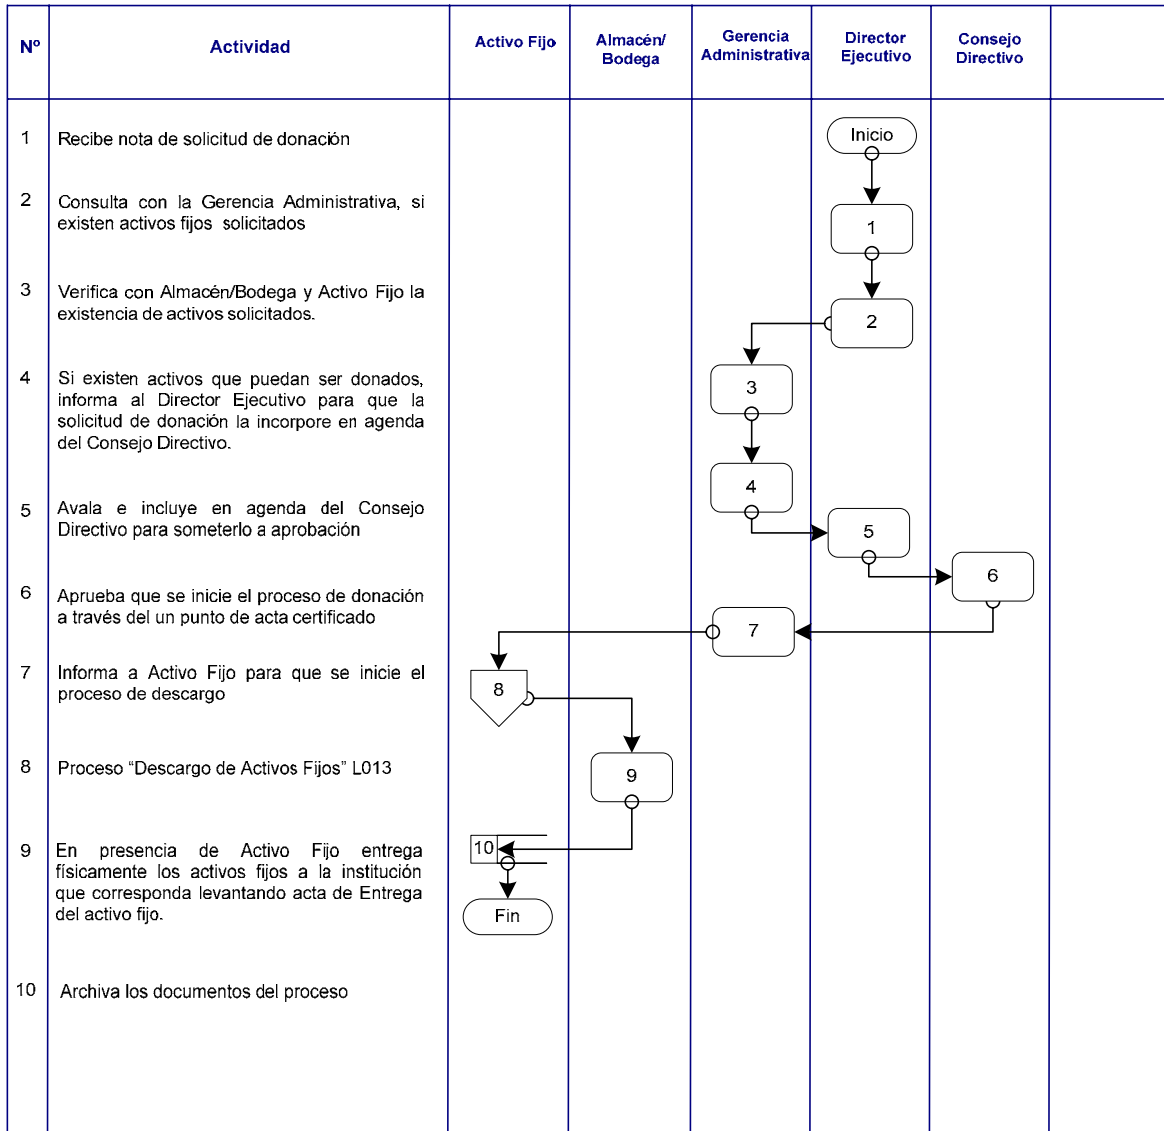 Nº
Actividad
Activo Fijo
Almacén/
Bodega
Gerencia
Administrativa
Director
Ejecutivo
Consejo
Directivo
1
Recibe nota de solicitud de donación
2
Consulta con la Gerencia Administrativa, si
existen activos fijos solicitados
3
Verifica con Almacén/Bodega y Activo Fijo la
existencia de activos solicitados.
4
Si existen activos que puedan ser donados,
informa al Director Ejecutivo para que la
solicitud de donación la incorpore en agenda
del Consejo Directivo.
5
Avala e incluye en agenda del Consejo
Directivo para someterlo a aprobación
6
Aprueba que se inicie el proceso de donación
a través del un punto de acta certificado
7
Informa a Activo Fijo para que se inicie el
proceso de descargo
8
Proceso “Descargo de Activos Fijos” L013
9
En presencia de Activo Fijo entrega
físicamente los activos fijos a la institución
que corresponda levantando acta de Entrega
del activo fijo.
10
Archiva los documentos del proceso
Inicio
1
2
3
4
5
6
7
8
9
10
Fin